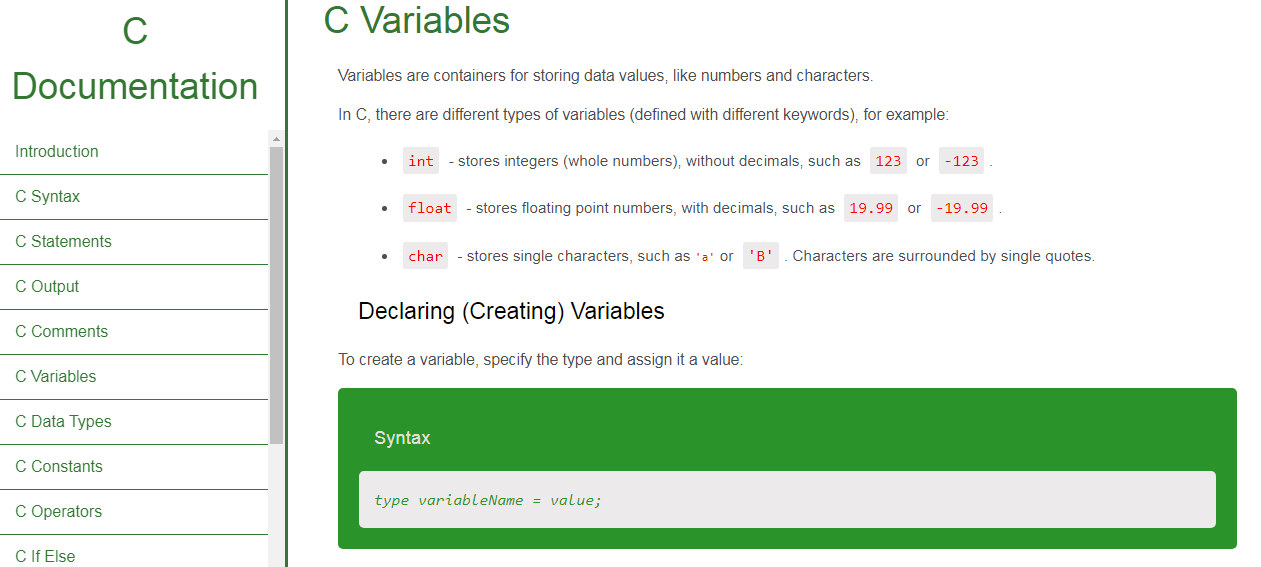 C
Documentation
Introduction
C Syntax
C Statements
C Output
C Comments
C Variables
C Data Types
C Constants
C Operators
C If Else
C Variables
Variables are containers for storing data values, like numbers and characters.
In C, there are different types of variables (defined with different keywords), for example:
int - stores integers (whole numbers), without decimals, such as 123 or -123 .
float - stores floating point numbers, with decimals, such as 19.99 or -19.99 .
char - stores single characters, such as 'a' or 'B' . Characters are surrounded by single quotes.
Declaring (Creating) Variables
To create a variable, specify the type and assign it a value:
Syntax
type variableName = value;